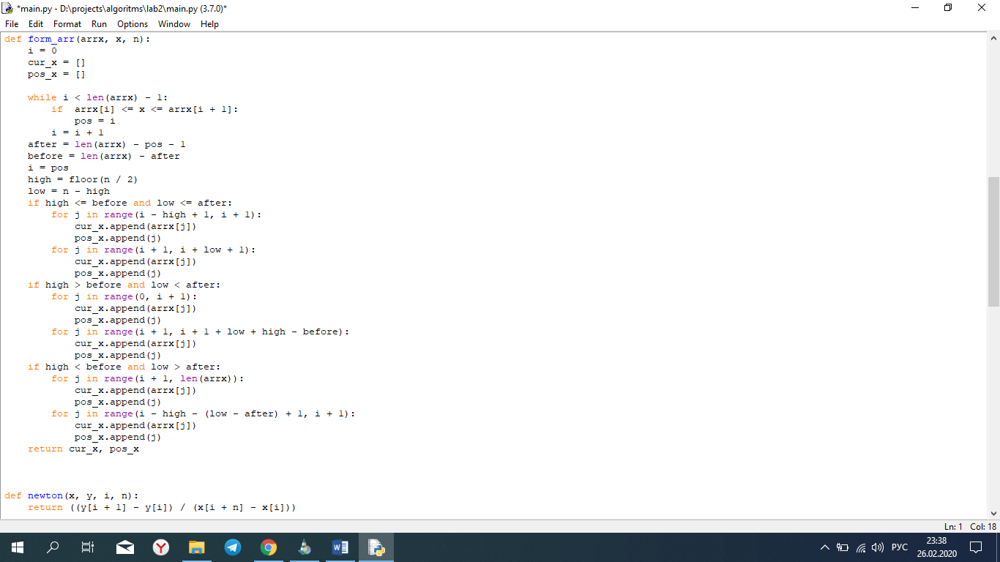 *main.py - D:\projects\algoritms\lab2\main.py (3.7.0)*
File Edit Format Run Options Window Help
def form_arr(arrx, x, n):
    i = 0
    cur_x = []
    pos_x = []

    while i < len(arrx) - 1:
        if  arrx[i] <= x <= arrx[i + 1]:
            pos = i
        i = i + 1
    after = len(arrx) - pos - 1
    before = len(arrx) - after
    i = pos
    high = floor(n / 2)
    low = n - high
    if high <= before and low <= after:
        for j in range(i - high + 1, i + 1):
            cur_x.append(arrx[j])
            pos_x.append(j)
        for j in range(i + 1, i + low + 1):
            cur_x.append(arrx[j])
            pos_x.append(j)
    if high > before and low < after:
        for j in range(0, i + 1):
            cur_x.append(arrx[j])
            pos_x.append(j)
        for j in range(i + 1, i + 1 + low + high - before):
            cur_x.append(arrx[j])
            pos_x.append(j)
    if high < before and low > after:
        for j in range(i + 1, len(arrx)):
            cur_x.append(arrx[j])
            pos_x.append(j)
        for j in range(i - high - (low - after) + 1, i + 1):
            cur_x.append(arrx[j])
            pos_x.append(j)
    return cur_x, pos_x

def newton(x, y, i, n):
    return ((y[i + 1] - y[i]) / (x[i + n] - x[i]))
Ln: 1 Col: 18
РУС
23:38
26.02.2020